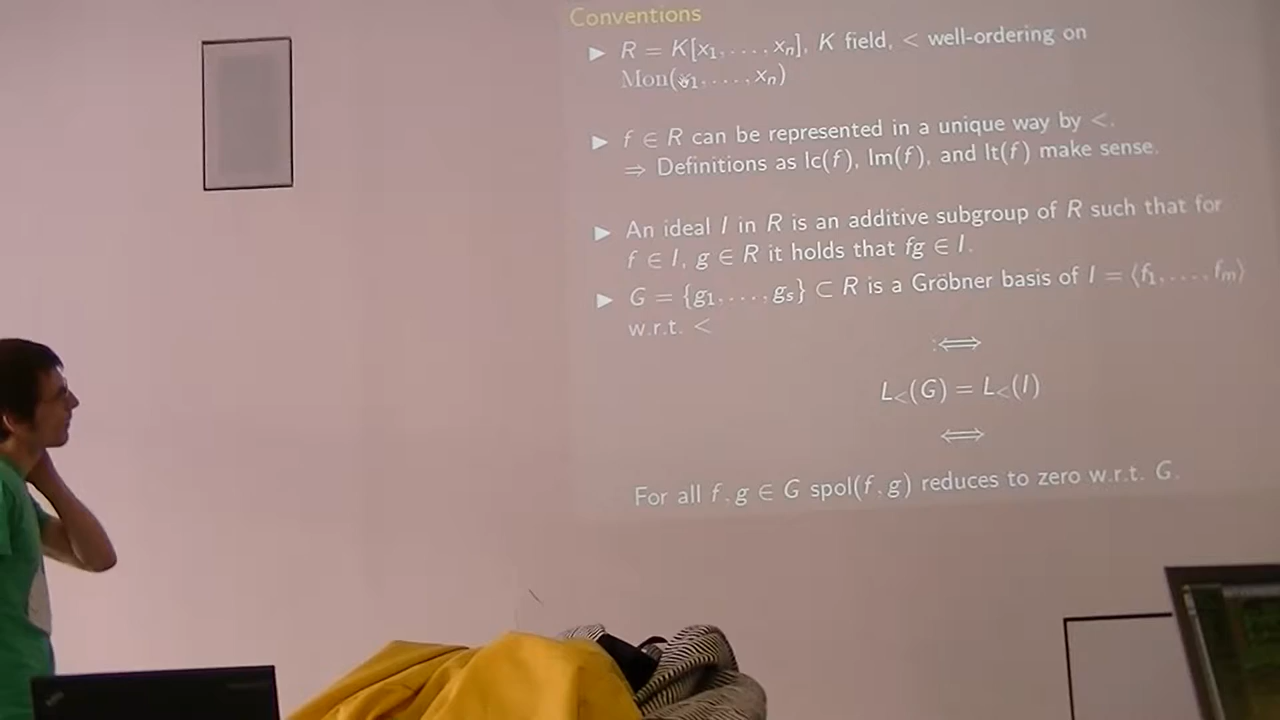 Conventions
▶ R = K[x₁, . . . , xₙ], K field, < well-ordering on
Mon(x₁, . . . , xₙ)
▶ f ∈ R can be represented in a unique way by <.
⇒ Definitions as lc(f), lm(f), and lt(f) make sense.
▶ An ideal I in R is an additive subgroup of R such that for
f ∈ I, g ∈ R it holds that fg ∈ I.
▶ G = {g₁, . . . , gₛ} ⊂ R is a Gröbner basis of I = ⟨f₁, . . . , fₘ⟩
w.r.t. <
:⟺
L<(G) = L<(I)
⟺
For all f, g ∈ G spol(f, g) reduces to zero w.r.t. G.